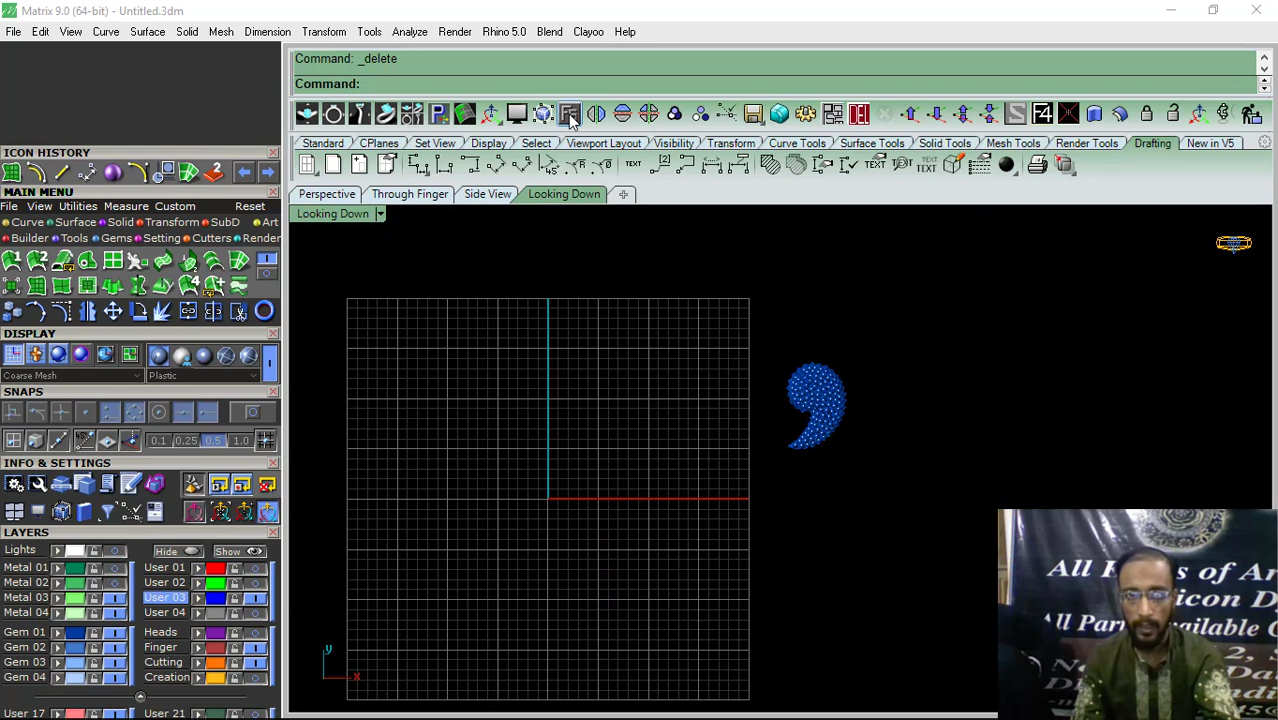 Matrix 9.0 (64-bit) - Untitled.3dm
File Edit View Curve Surface Solid Mesh Dimension Transform Tools Analyze Render Rhino 5.0 Blend Clayoo Help
Command: _delete
Command:
Standard CPlanes Set View Display Select Viewport Layout Visibility Transform Curve Tools Surface Tools Solid Tools Mesh Tools Render Tools Drafting New in V5
Perspective Through Finger Side View Looking Down
Looking Down
ICON HISTORY
MAIN MENU
File View Utilities Measure Custom Reset
Curve Surface Solid Transform SubD Art
Builder Tools Gems Setting Cutters Render
DISPLAY
Coarse Mesh Plastic
SNAPS
0.1 0.25 0.5 1.0
INFO & SETTINGS
LAYERS
Lights Hide Show
Metal 01 User 01
Metal 02 User 02
Metal 03 User 03
Metal 04 User 04
Gem 01 Heads
Gem 02 Finger
Gem 03 Cutting
Gem 04 Creation
User 17 User 21
y
x
All
of Ar
icon D
All Par
vailable C